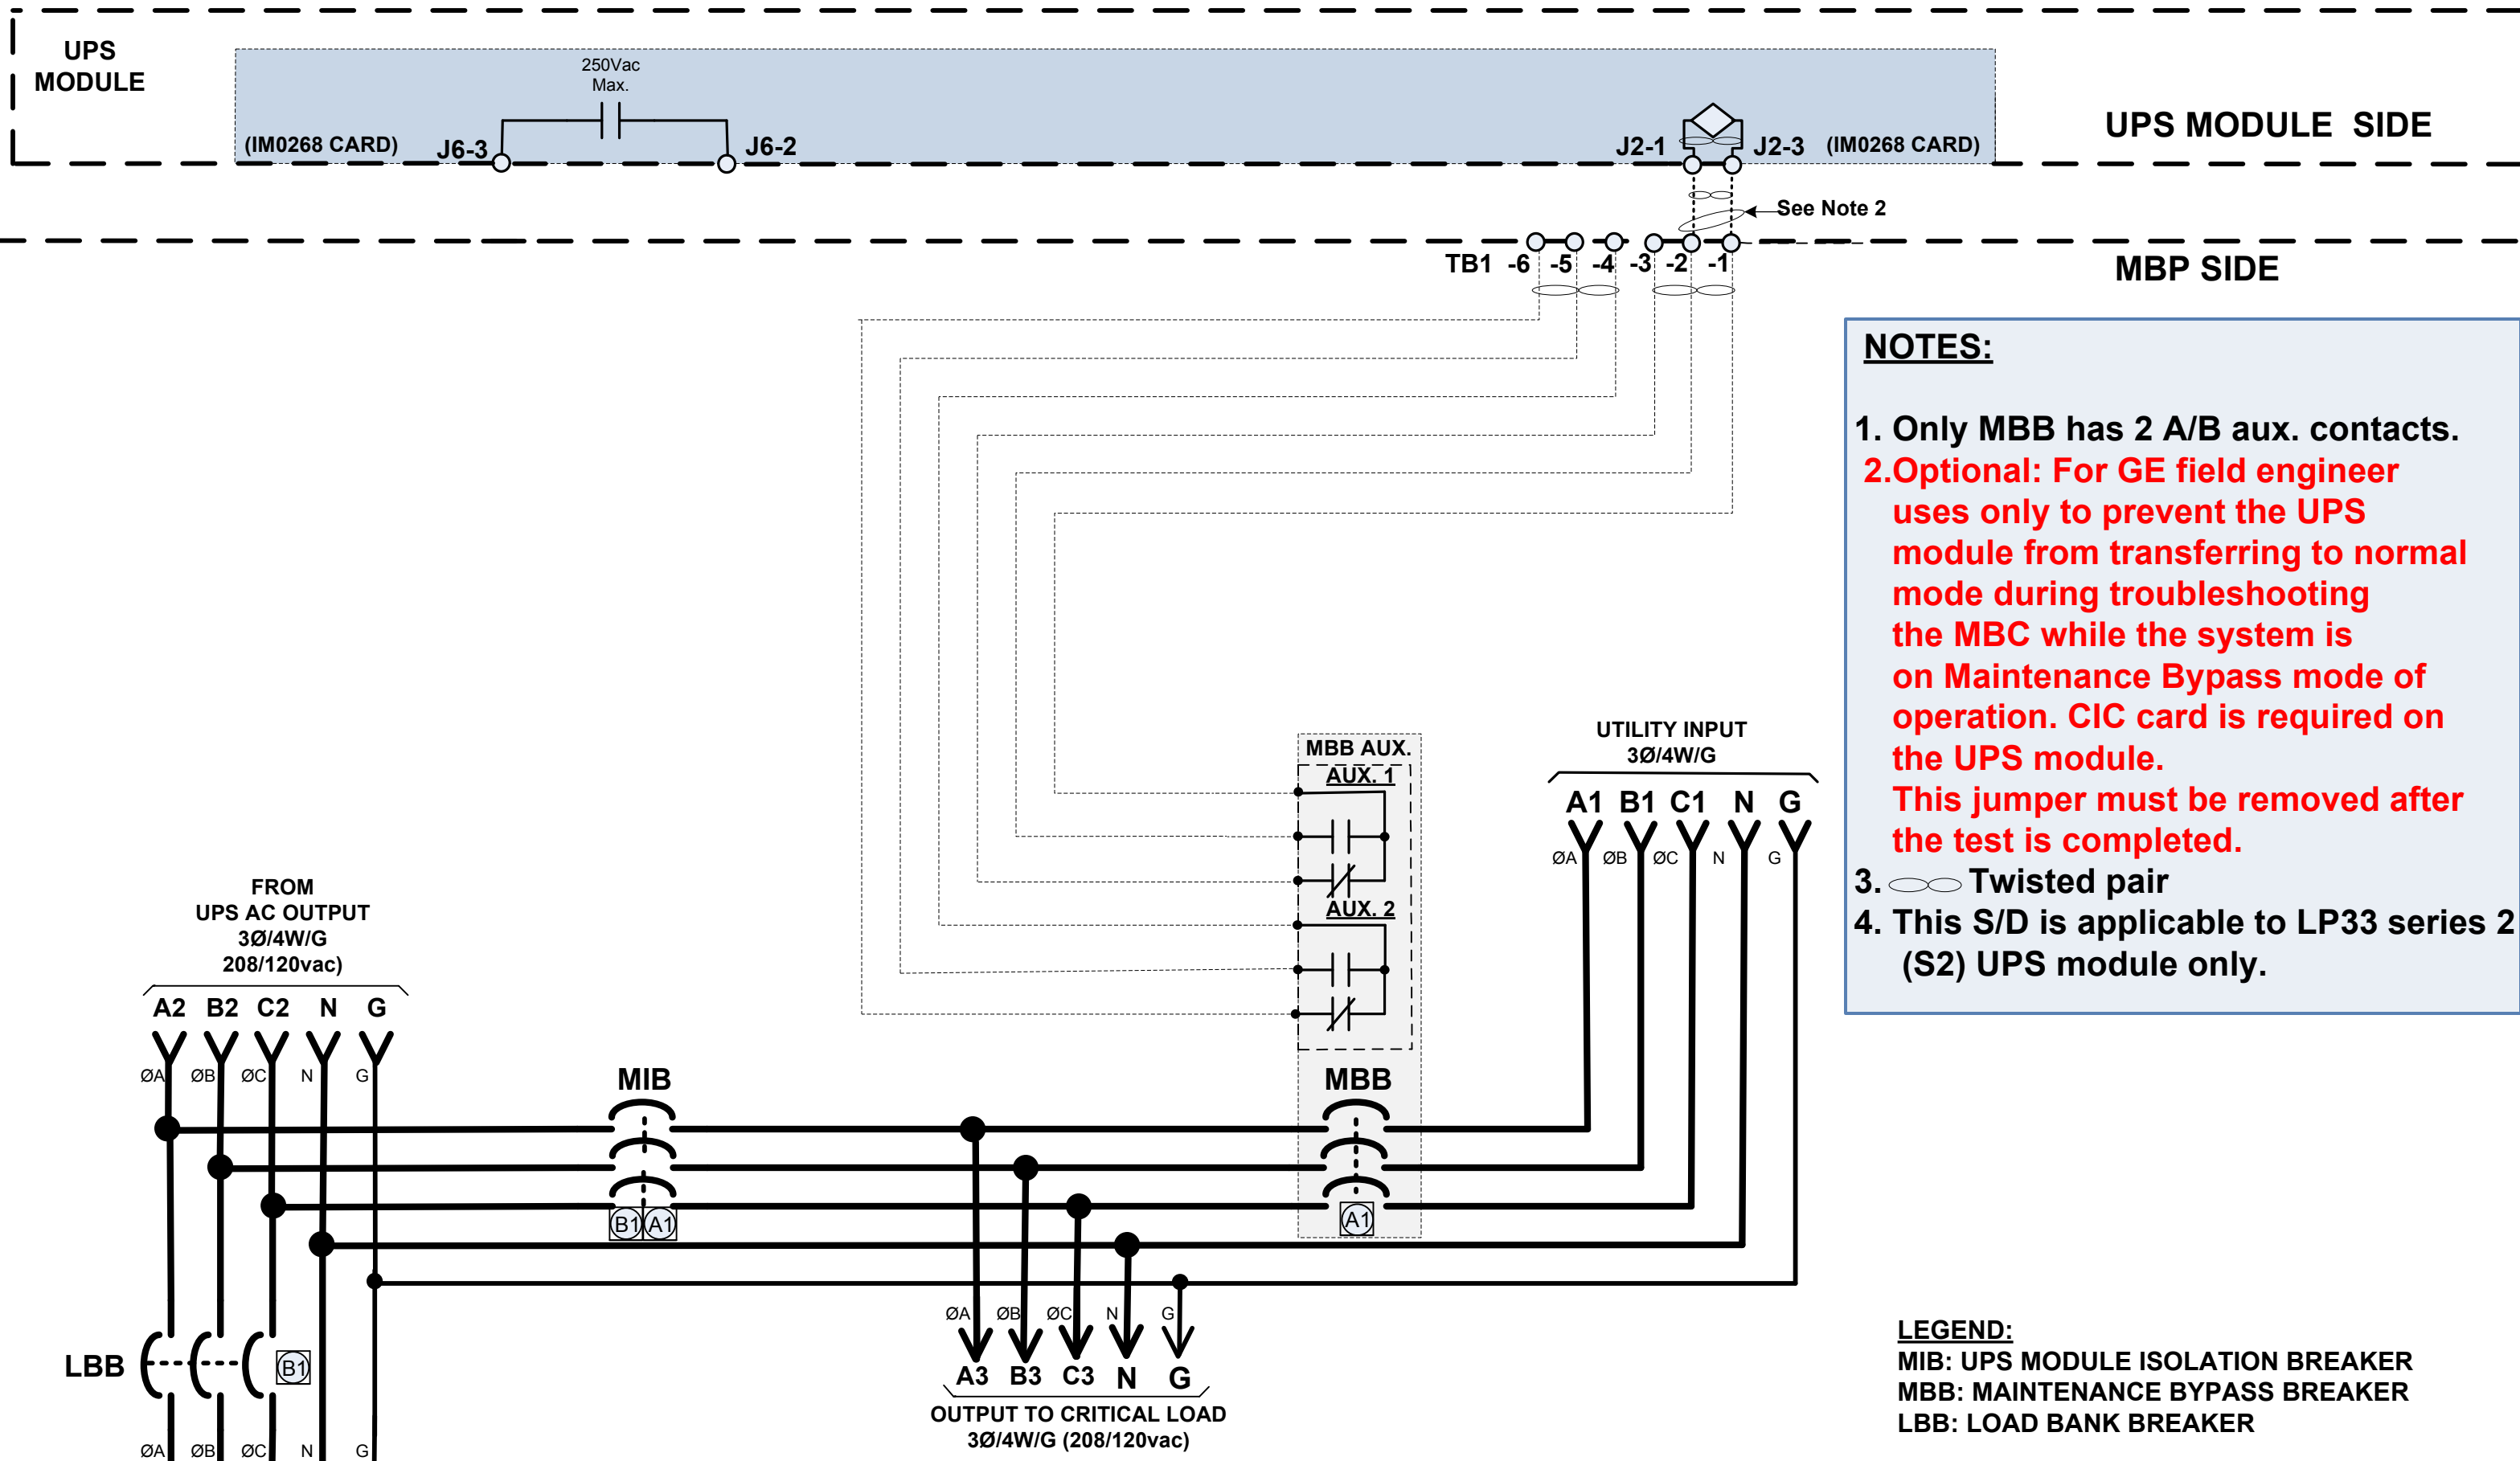 UPS
MODULE
250Vac
Max.
(IM0268 CARD)
J6-3
J6-2
J2-1
J2-3
(IM0268 CARD)
UPS MODULE SIDE
See Note 2
TB1 -6 -5 -4 -3 -2 -1
MBP SIDE
NOTES:
1. Only MBB has 2 A/B aux. contacts.
2.Optional: For GE field engineer
uses only to prevent the UPS
module from transferring to normal
mode during troubleshooting
the MBC while the system is
on Maintenance Bypass mode of
operation. CIC card is required on
the UPS module.
This jumper must be removed after
the test is completed.
3. Twisted pair
4. This S/D is applicable to LP33 series 2
(S2) UPS module only.
UTILITY INPUT
3Ø/4W/G
A1 B1 C1 N G
ØA ØB ØC N G
MBB AUX.
AUX. 1
AUX. 2
FROM
UPS AC OUTPUT
3Ø/4W/G
208/120vac)
A2 B2 C2 N G
ØA ØB ØC N G
MIB
MBB
B1 A1
A1
LBB
B1
ØA ØB ØC N G
A3 B3 C3 N G
OUTPUT TO CRITICAL LOAD
3Ø/4W/G (208/120vac)
ØA ØB ØC N G
LEGEND:
MIB: UPS MODULE ISOLATION BREAKER
MBB: MAINTENANCE BYPASS BREAKER
LBB: LOAD BANK BREAKER